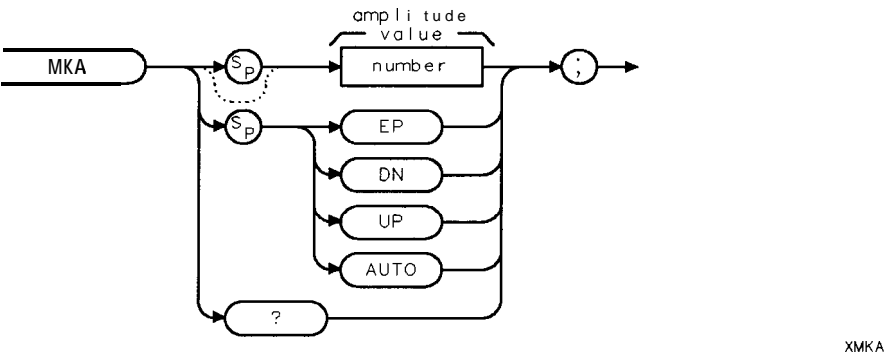 amplitude
value
MKA
SP
number
;
SP
EP
DN
UP
AUTO
?
XMKA